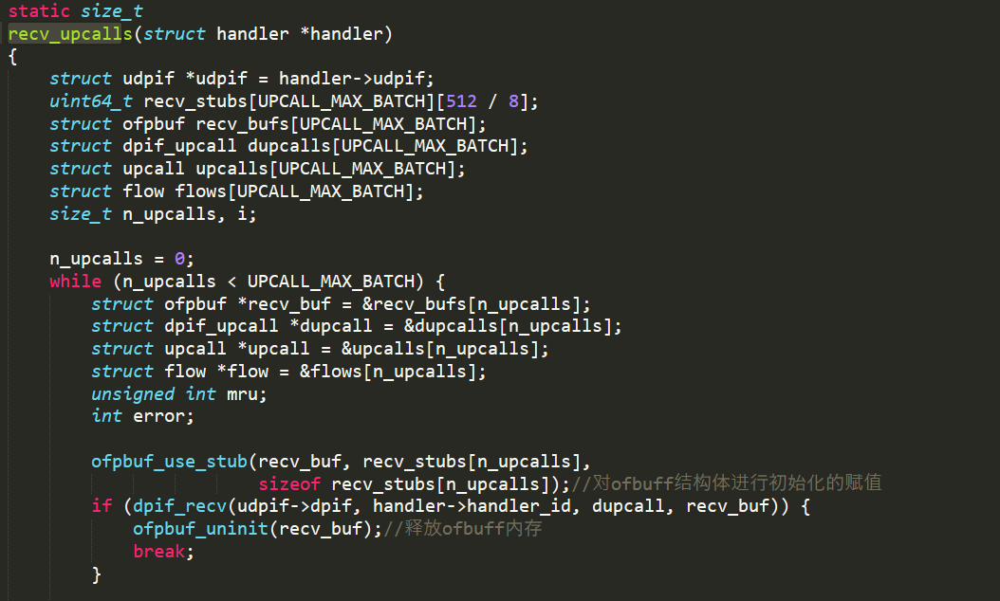 static size_t
recv_upcalls(struct handler *handler)
{
    struct udpif *udpif = handler->udpif;
    uint64_t recv_stubs[UPCALL_MAX_BATCH][512 / 8];
    struct ofpbuf recv_bufs[UPCALL_MAX_BATCH];
    struct dpif_upcall dupcalls[UPCALL_MAX_BATCH];
    struct upcall upcalls[UPCALL_MAX_BATCH];
    struct flow flows[UPCALL_MAX_BATCH];
    size_t n_upcalls, i;

    n_upcalls = 0;
    while (n_upcalls < UPCALL_MAX_BATCH) {
        struct ofpbuf *recv_buf = &recv_bufs[n_upcalls];
        struct dpif_upcall *dupcall = &dupcalls[n_upcalls];
        struct upcall *upcall = &upcalls[n_upcalls];
        struct flow *flow = &flows[n_upcalls];
        unsigned int mru;
        int error;

        ofpbuf_use_stub(recv_buf, recv_stubs[n_upcalls],
                        sizeof recv_stubs[n_upcalls]);//对ofbuff结构体进行初始化的赋值
        if (dpif_recv(udpif->dpif, handler->handler_id, dupcall, recv_buf)) {
            ofpbuf_uninit(recv_buf);//释放ofbuff内存
            break;
        }